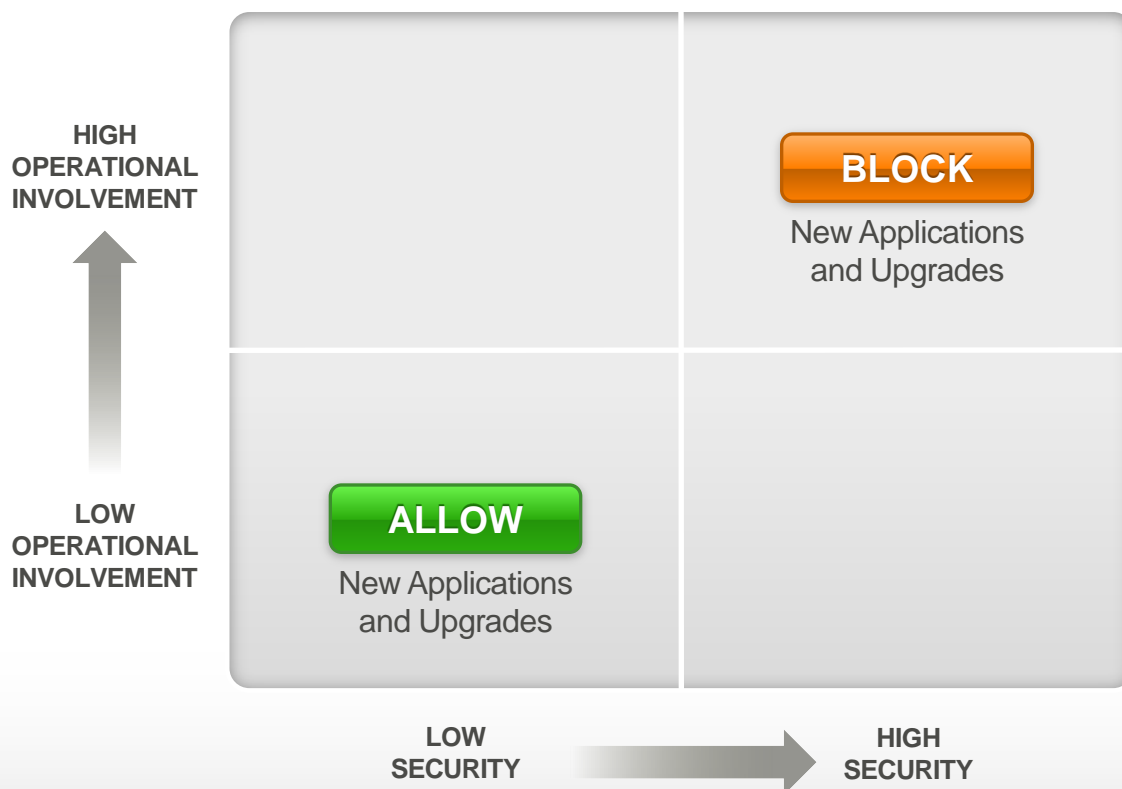 HIGH
OPERATIONAL
INVOLVEMENT
BLOCK
New Applications
and Upgrades
LOW
OPERATIONAL
INVOLVEMENT
ALLOW
New Applications
and Upgrades
LOW
SECURITY
HIGH
SECURITY